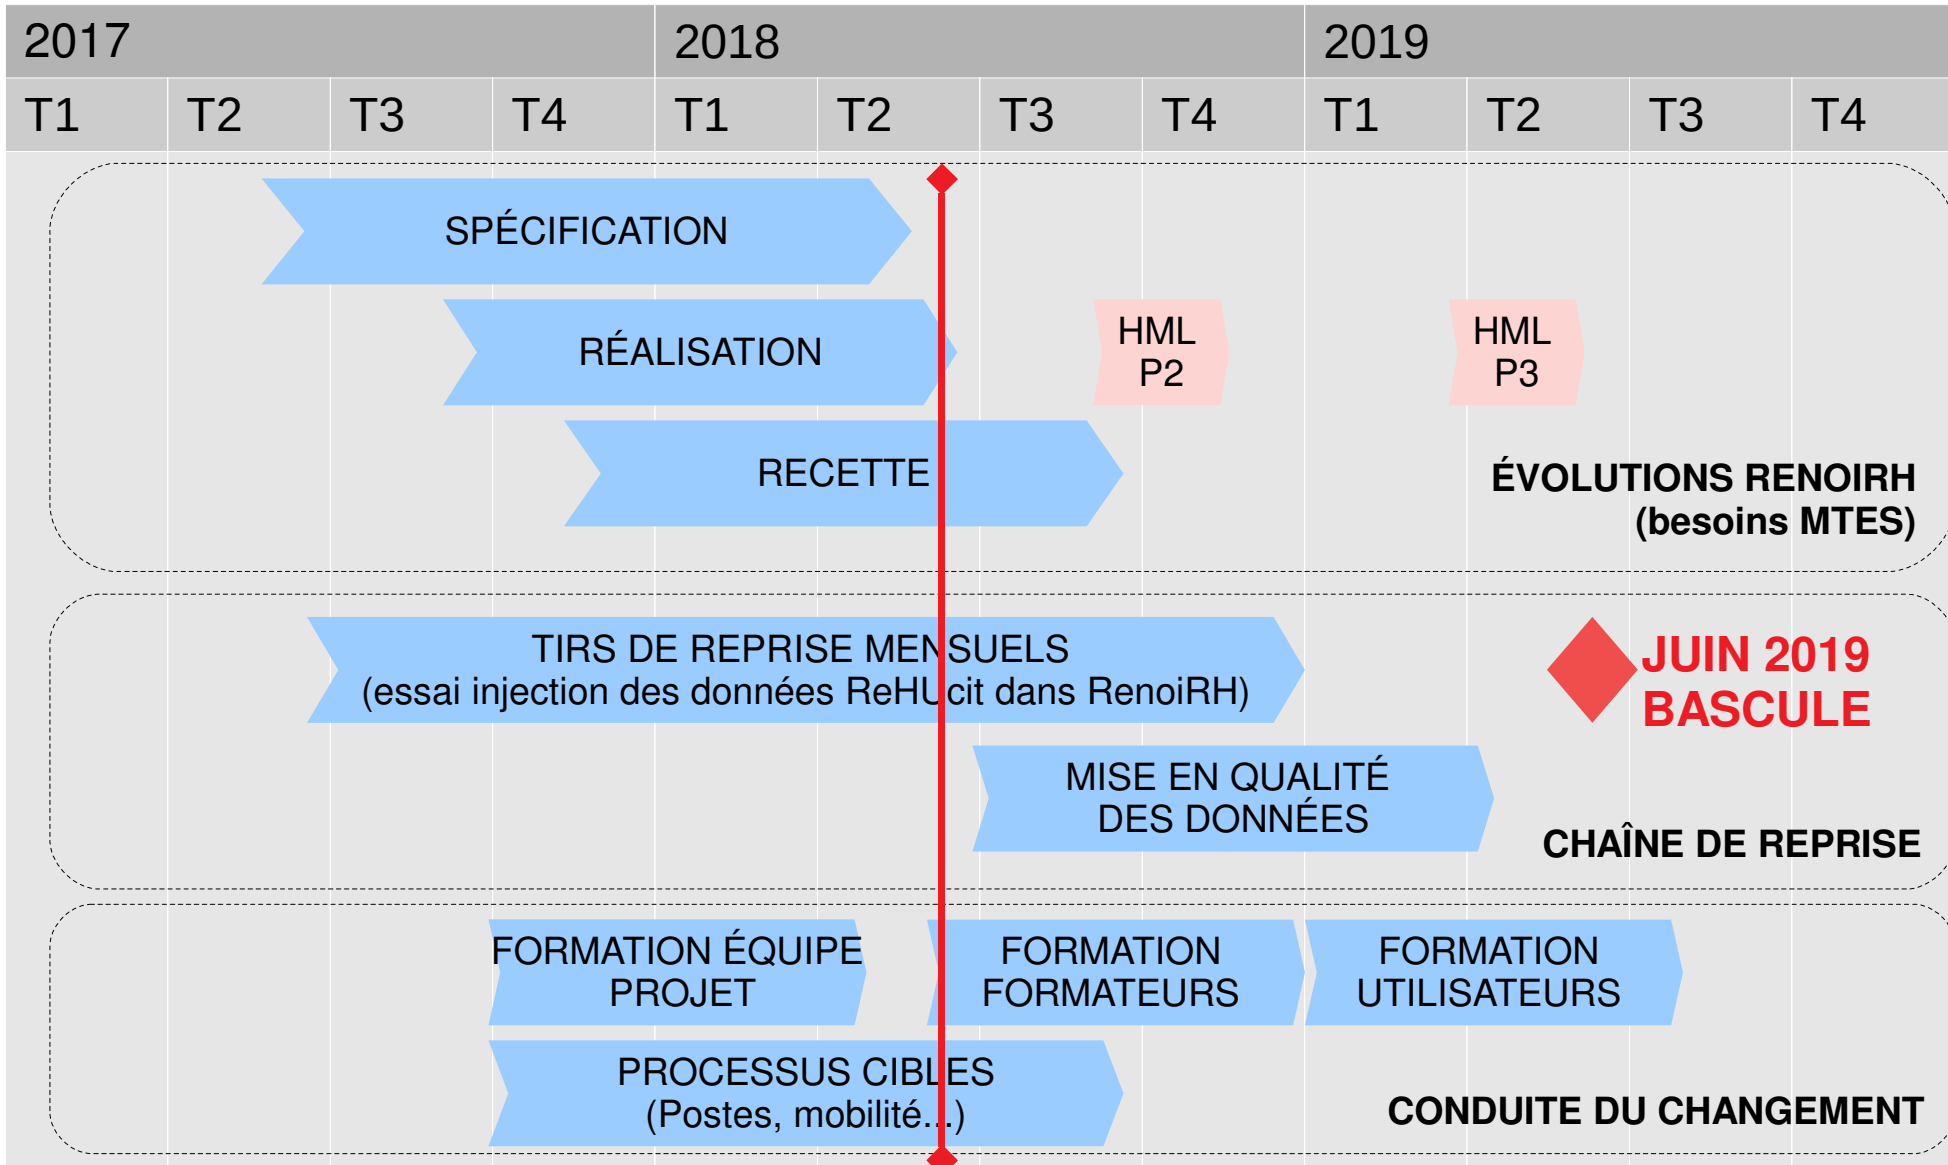 2017
2018
2019
T1
T2
T3
T4
T1
T2
T3
T4
T1
T2
T3
T4
SPÉCIFICATION
RÉALISATION
HML
P2
HML
P3
RECETTE
ÉVOLUTIONS RENOIRH
(besoins MTES)
TIRS DE REPRISE MENSUELS
(essai injection des données ReHUcit dans RenoiRH)
JUIN 2019
BASCULE
MISE EN QUALITÉ
DES DONNÉES
CHAÎNE DE REPRISE
FORMATION ÉQUIPE
PROJET
FORMATION
FORMATEURS
FORMATION
UTILISATEURS
PROCESSUS CIBLES
(Postes, mobilité...)
CONDUITE DU CHANGEMENT